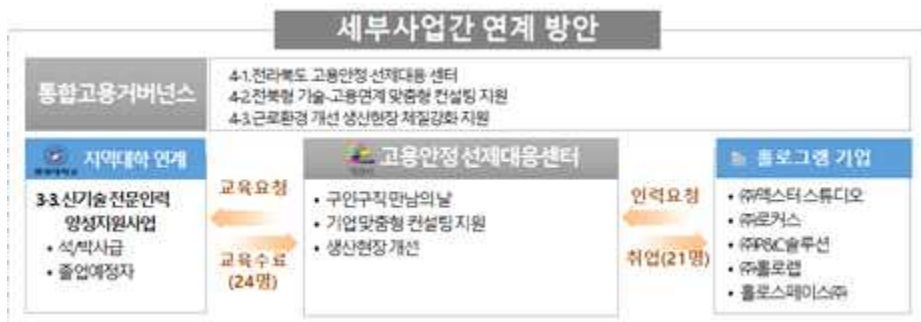 세부사업간 연계 방안
통합고용거버넌스
4-1.전라북도 고용안정 선제대응 센터
4-2.전북형 기술-고용연계 맞춤형 컨설팅 지원
4-3.근로환경 개선 생산현장 체질강화 지원
지역대학 연계
3-3.신기술 전문인력
양성지원사업
• 석/박사급
• 졸업예정자
교육요청
교육수료
(24명)
고용안정 선제대응센터
• 구인구직 만남의 날
• 기업 맞춤형 컨설팅 지원
• 생산현장 개선
인력요청
취업(21명)
홀로그램 기업
• ㈜덱스터 스튜디오
• ㈜로커스
• ㈜P&C솔루션
• ㈜홀로랩
• 홀로스페이스㈜